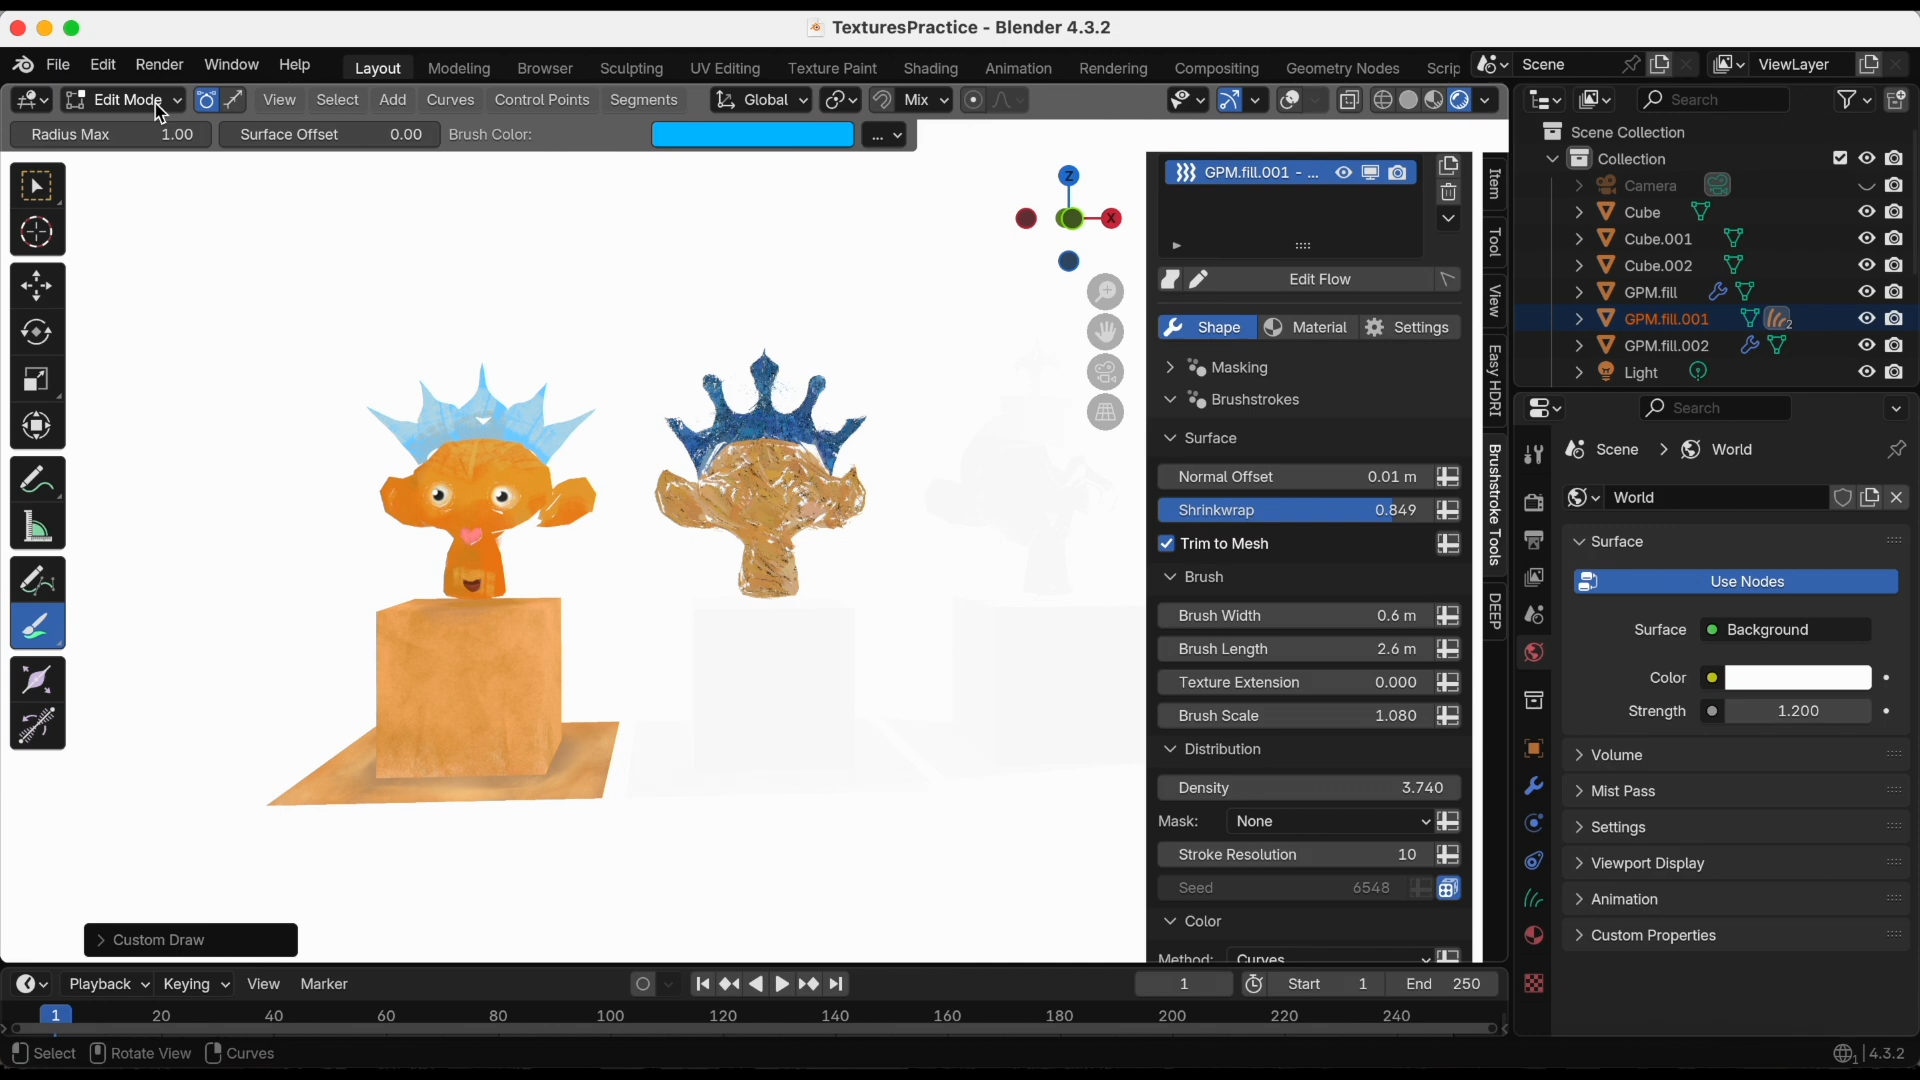 TexturesPractice - Blender 4.3.2
File Edit Render Window Help Layout Modeling Browser Sculpting UV Editing Texture Paint Shading Animation Rendering Compositing Geometry Nodes Scrip Scene ViewLayer
Edit Mode View Select Add Curves Control Points Segments Global Mix Search
Radius Max 1.00 Surface Offset 0.00 Brush Color: ...
Scene Collection
Collection
Camera
Cube
Cube.001
Cube.002
GPM.fill
GPM.fill.001 2
GPM.fill.002
Light
Z
X
GPM.fill.001 - ...
Edit Flow
Shape Material Settings
Masking
Brushstrokes
Surface
Normal Offset 0.01 m
Shrinkwrap 0.849
Trim to Mesh
Brush
Brush Width 0.6 m
Brush Length 2.6 m
Texture Extension 0.000
Brush Scale 1.080
Distribution
Density 3.740
Mask: None
Stroke Resolution 10
Seed 6548
Color
Method: Curves
Item
Tool
View
Easy HDRI
Brushstroke Tools
DEEP
Search
Scene > World
World
Surface
Use Nodes
Surface Background
Color
Strength 1.200
Volume
Mist Pass
Settings
Viewport Display
Animation
Custom Properties
Custom Draw
Playback Keying View Marker 1 Start 1 End 250
1 20 40 60 80 100 120 140 160 180 200 220 240
Select Rotate View Curves 1 4.3.2